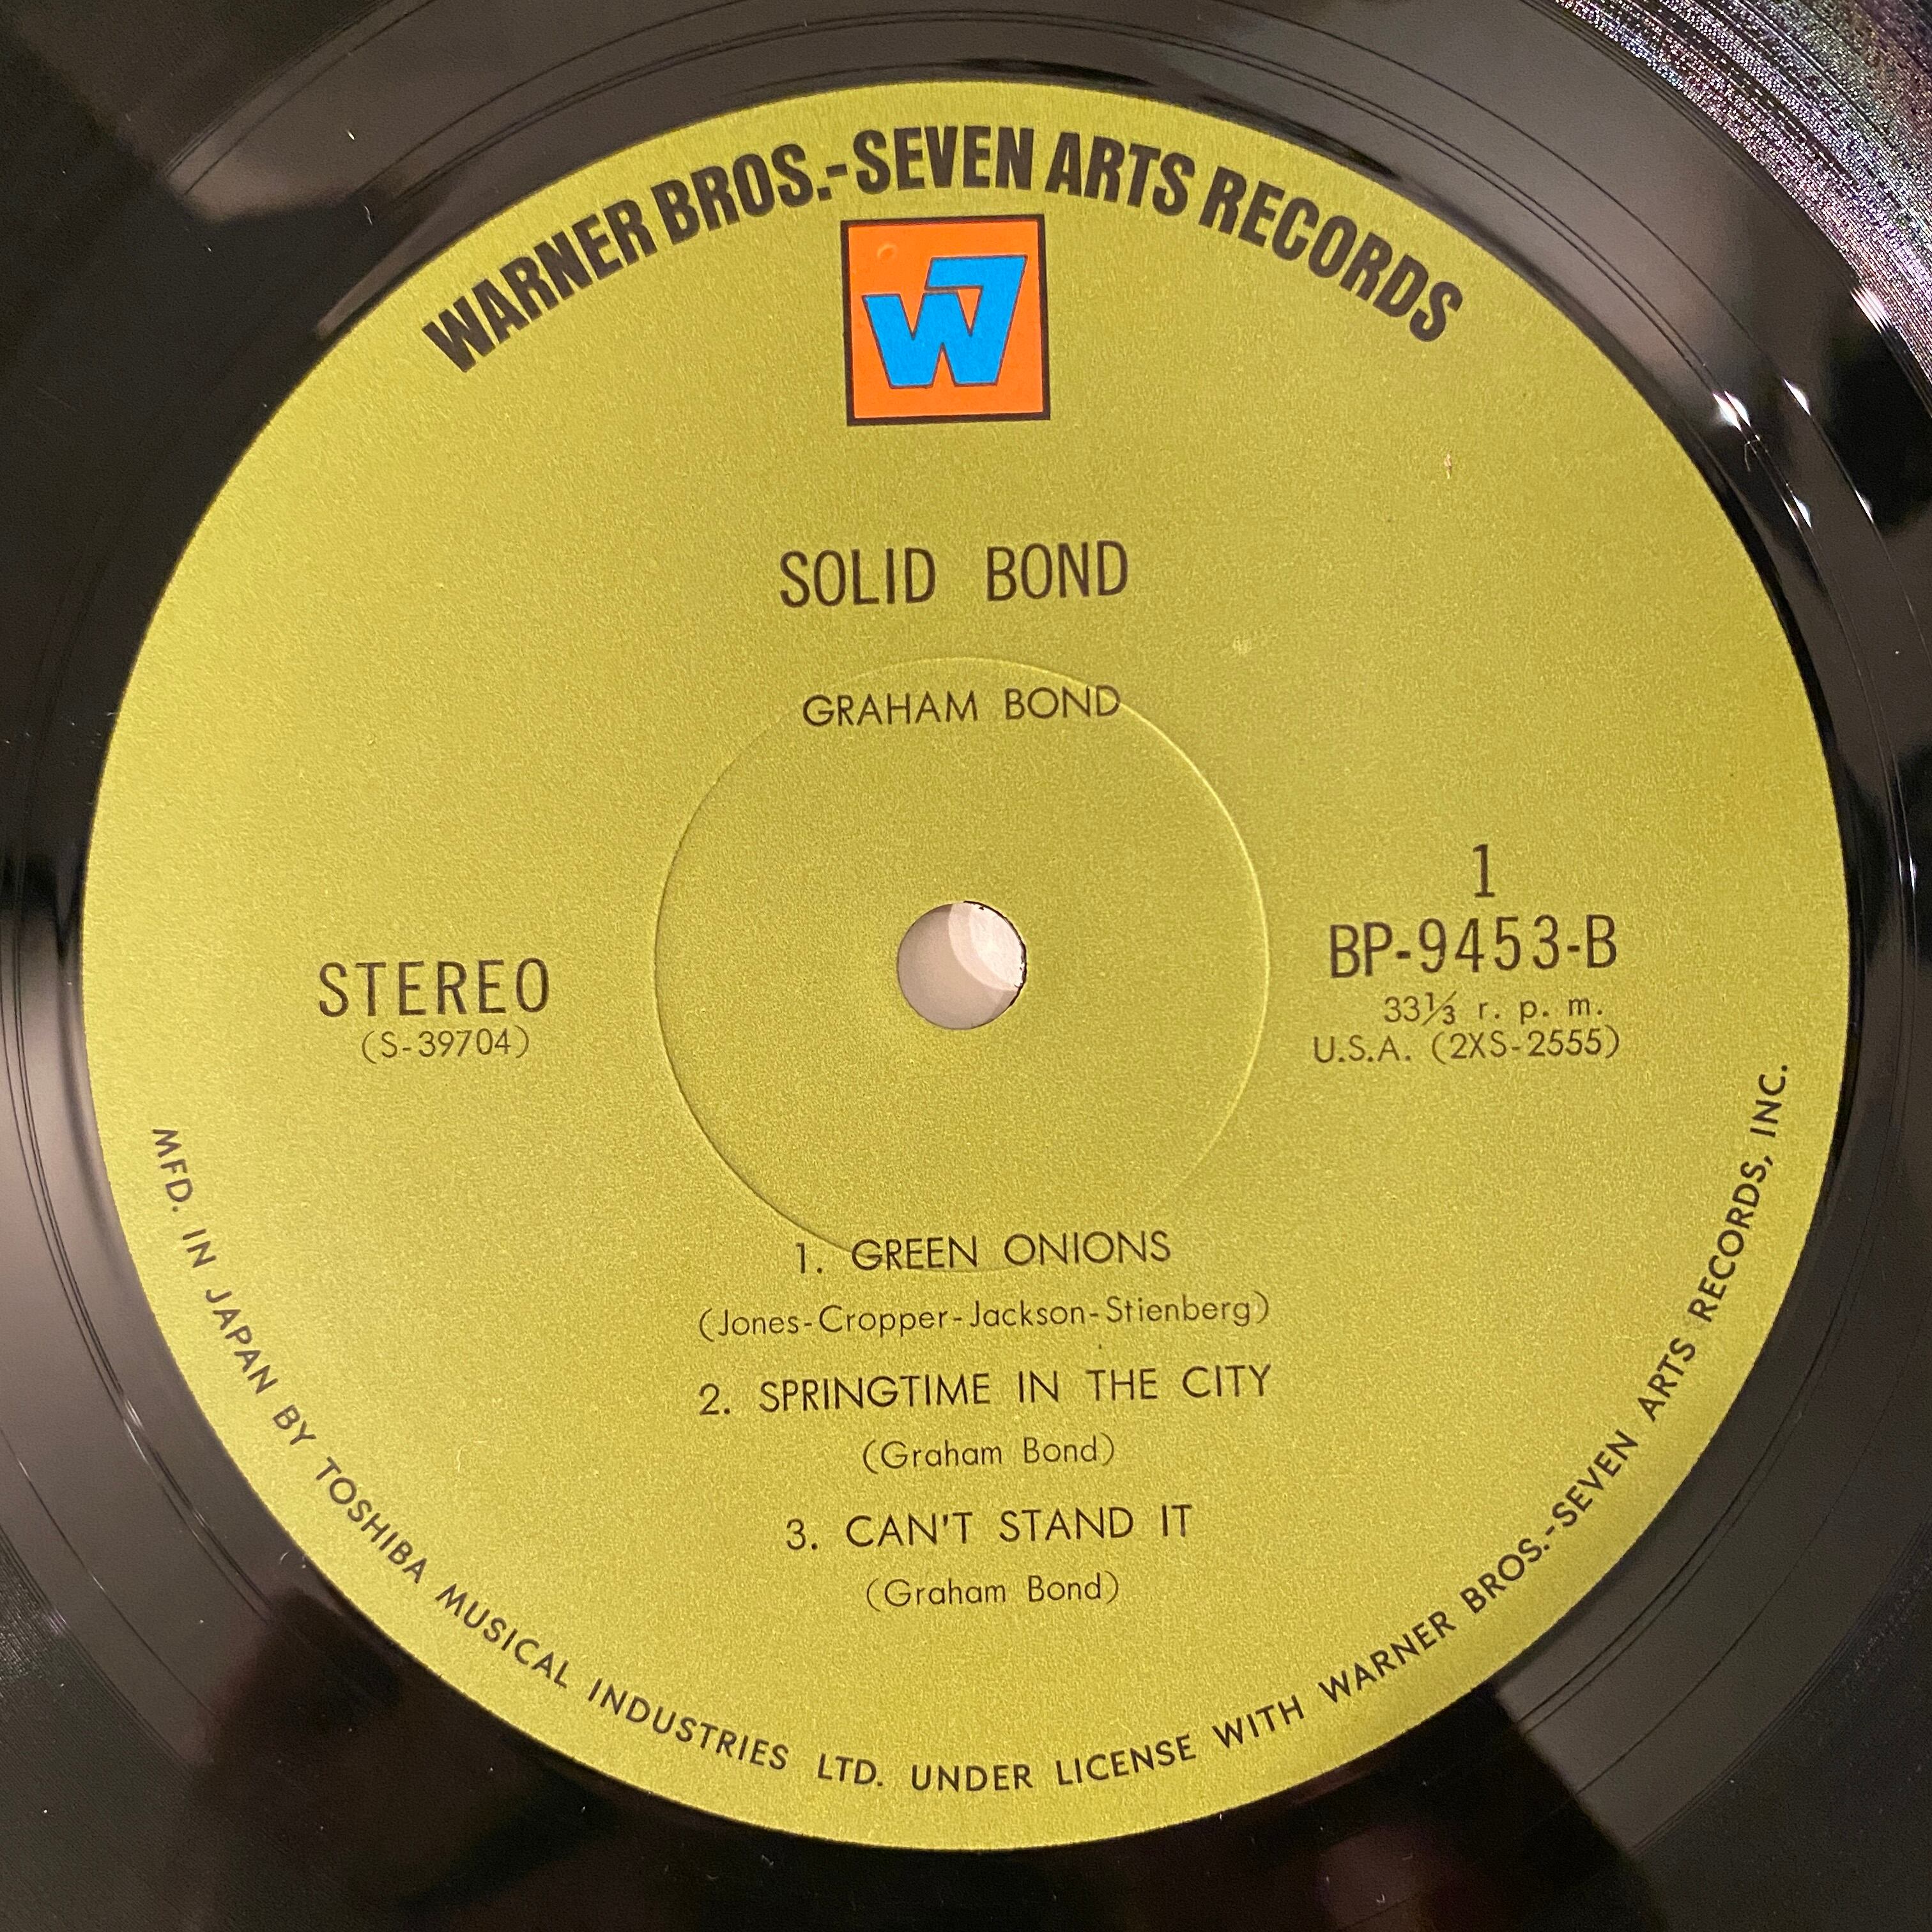 WARNER BROS.-SEVEN ARTS RECORDS
W7
SOLID BOND
GRAHAM BOND
STEREO
(S-39704)
1
BP-9453-B
33⅓ r. p. m.
U.S.A. (2XS-2555)
1. GREEN ONIONS
(Jones-Cropper-Jackson-Stienberg)
2. SPRINGTIME IN THE CITY
(Graham Bond)
3. CAN'T STAND IT
(Graham Bond)
MFD. IN JAPAN BY TOSHIBA MUSICAL INDUSTRIES LTD. UNDER LICENSE WITH WARNER BROS.-SEVEN ARTS RECORDS, INC.